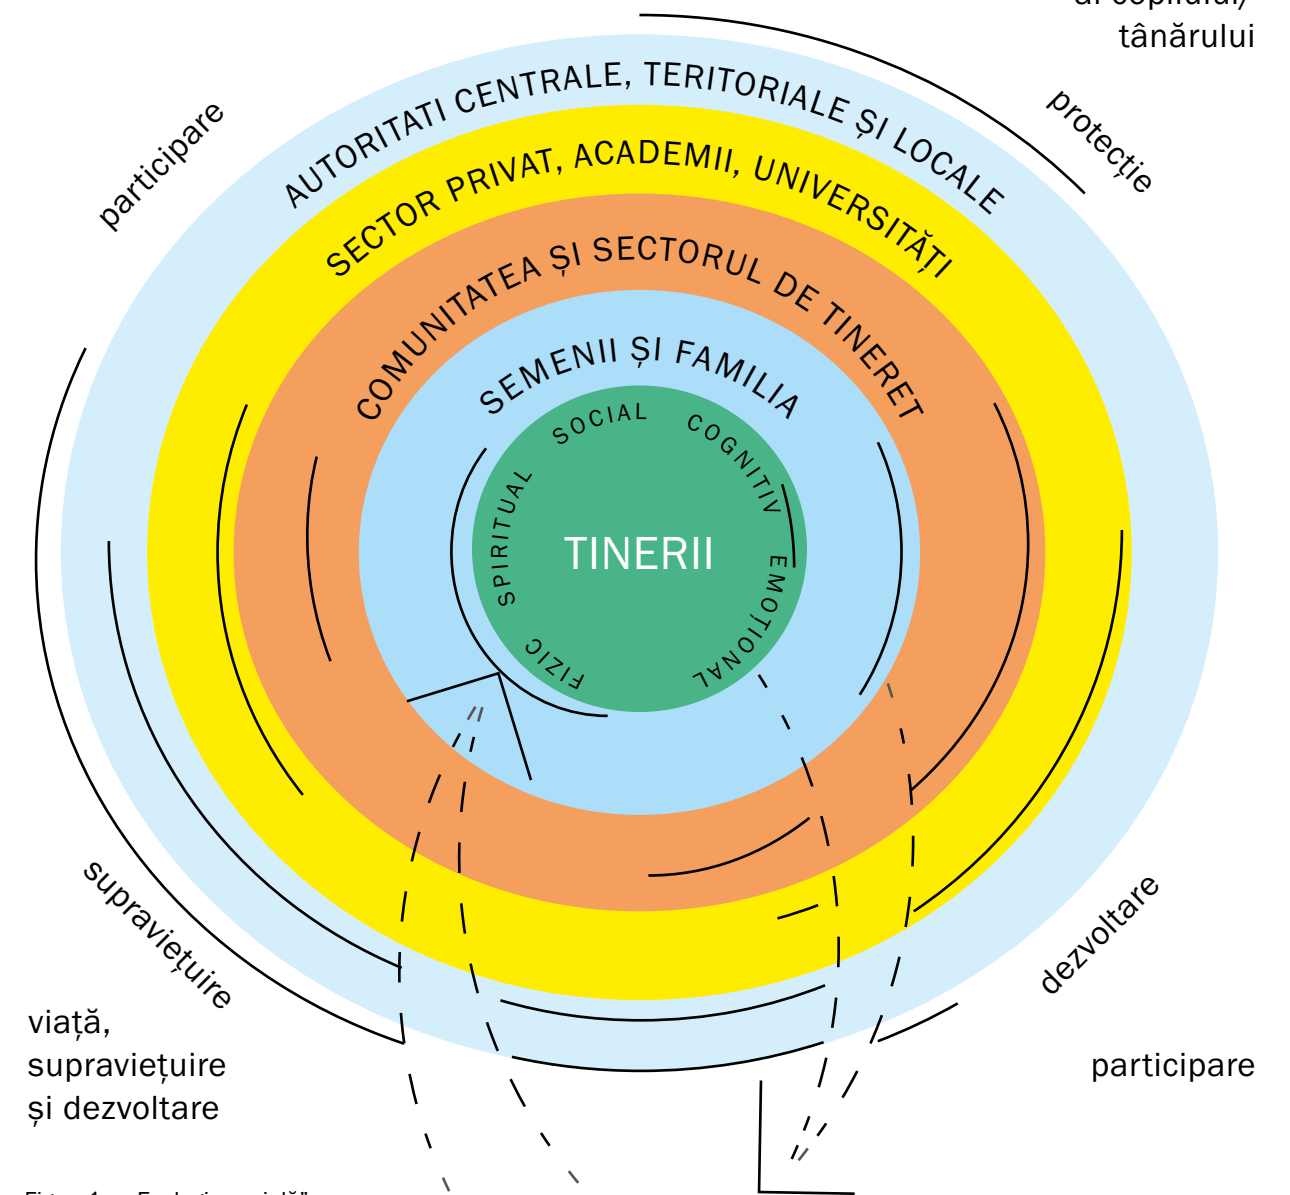 tânărului
participare
protecție
AUTORITATI CENTRALE, TERITORIALE ȘI LOCALE
SECTOR PRIVAT, ACADEMII, UNIVERSITĂȚI
COMUNITATEA ȘI SECTORUL DE TINERET
SEMENII ȘI FAMILIA
SOCIAL
COGNITIV
SPIRITUAL
TINERII
EMOȚIONAL
FIZIC
supraviețuire
dezvoltare
viață,
supraviețuire
și dezvoltare
participare